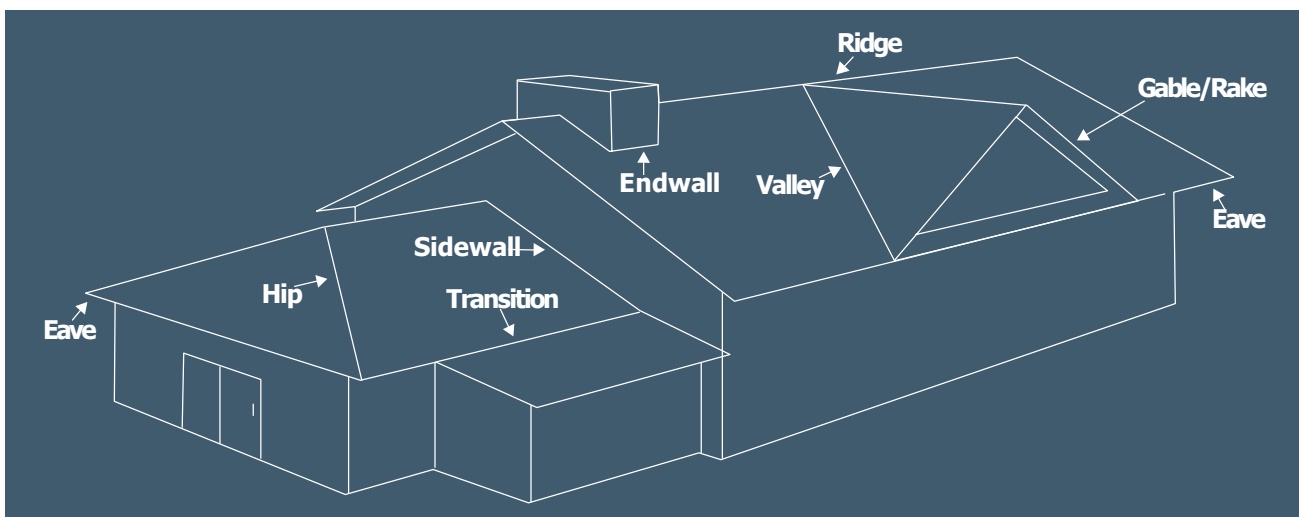 Ridge
Gable/Rake
Endwall
Valley
Eave
Sidewall
Hip
Transition
Eave